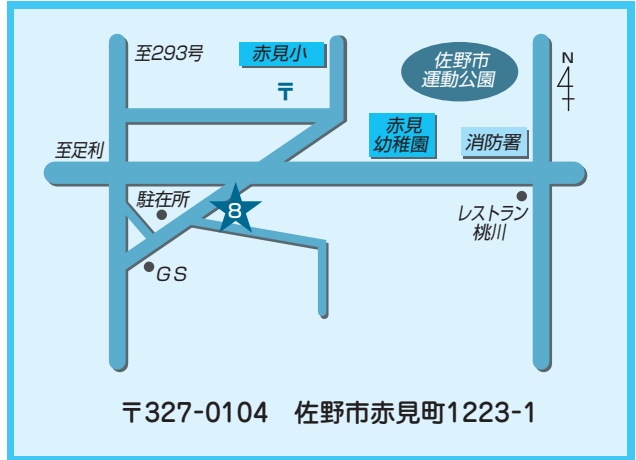 至293号
赤見小
〒
佐野市
運動公園
N
至足利
赤見
幼稚園
消防署
駐在所
8
レストラン
桃川
GS
〒327-0104 佐野市赤見町1223-1